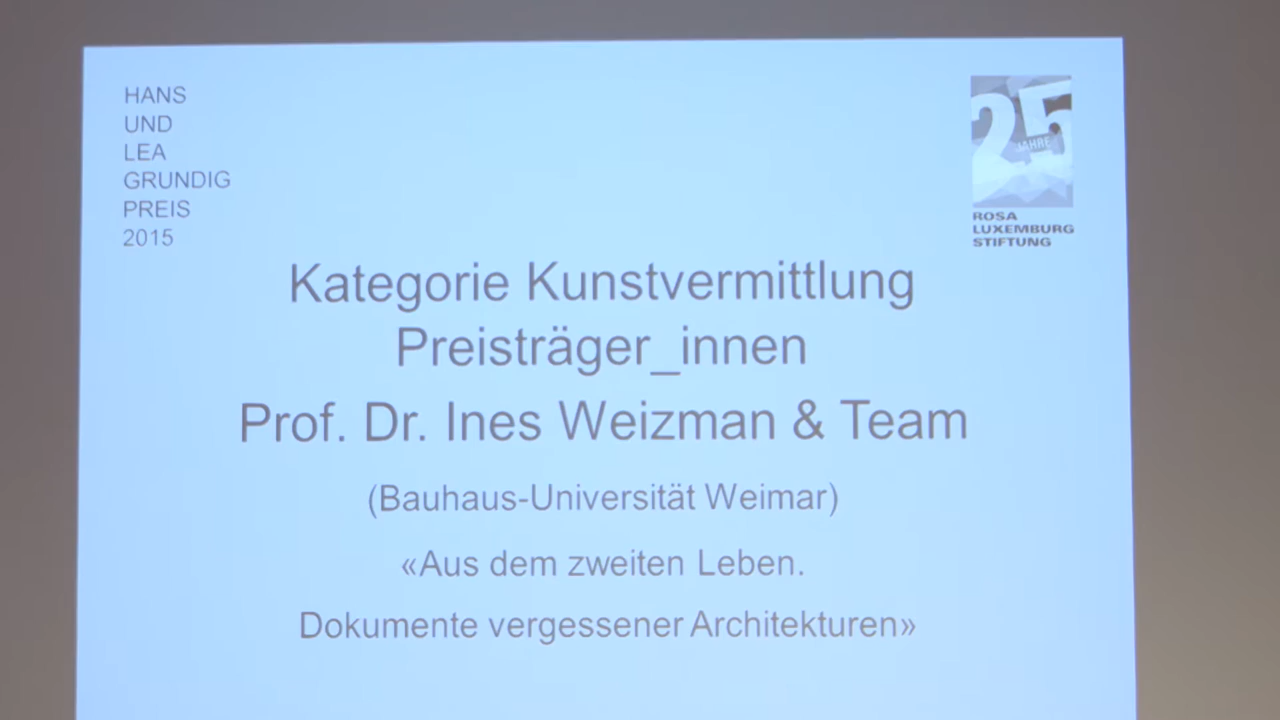 HANS
UND
LEA
GRUNDIG
PREIS
2015
25
JAHRE
ROSA
LUXEMBURG
STIFTUNG
Kategorie Kunstvermittlung
Preisträger_innen
Prof. Dr. Ines Weizman & Team
(Bauhaus-Universität Weimar)
«Aus dem zweiten Leben.
Dokumente vergessener Architekturen»